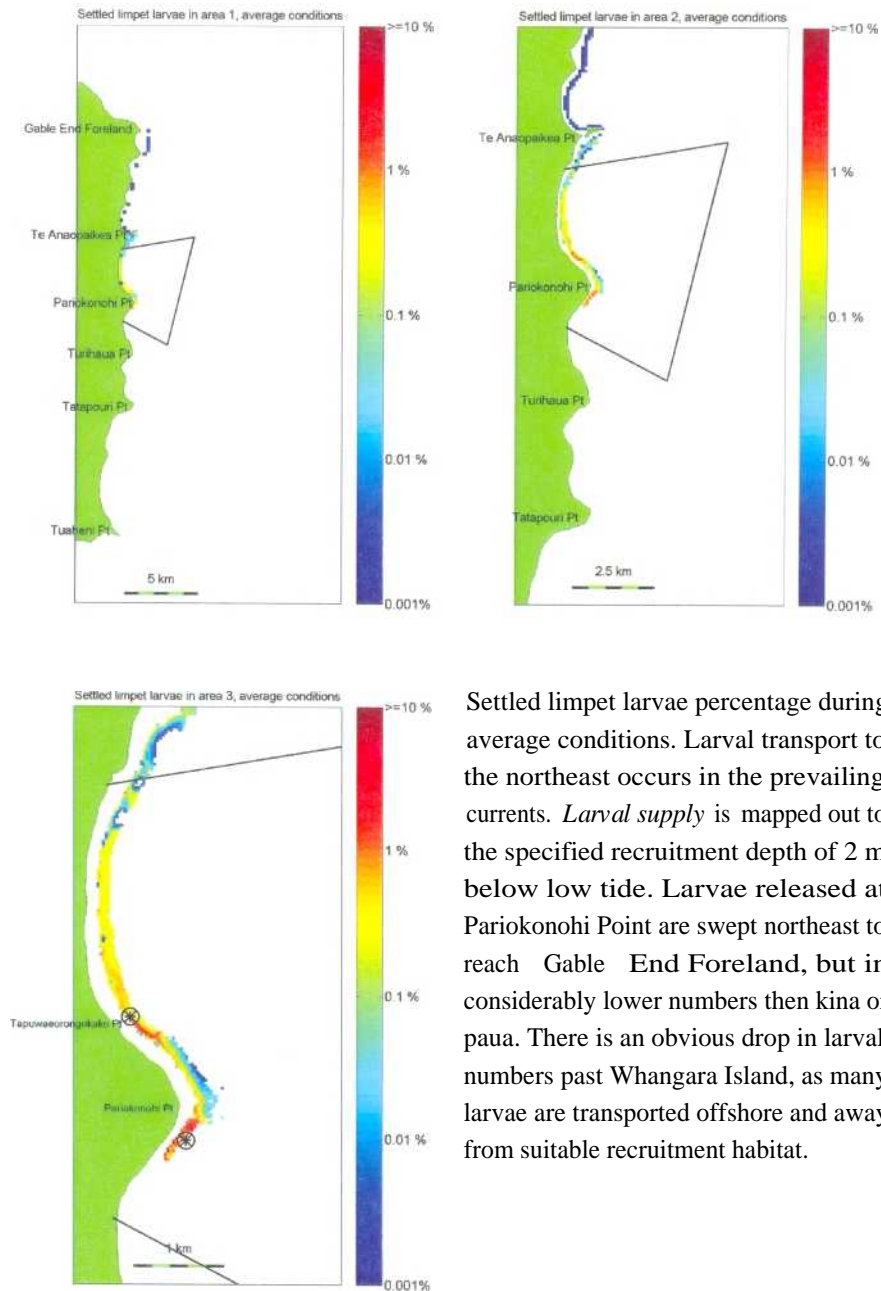 Settled limpet larvae in area 1, average conditions
>=10 %
Gable End Foreland
1 %
Te Anaopaikea Pt
Pariokonohi Pt
0.1 %
Turihaua Pt
Tatapouri Pt
0.01 %
Tuaheni Pt
5 km
0.001%
Settled limpet larvae in area 2, average conditions
>=10 %
Te Anaopaikea Pt
1 %
Pariokonohi Pt
0.1 %
Turihaua Pt
0.01 %
Tatapouri Pt
2.5 km
0.001%
Settled limpet larvae in area 3, average conditions
>=10 %
1 %
0.1 %
Tapuwaeorongokako Pt
Pariokonohi Pt
0.01 %
1 km
0.001%
Settled limpet larvae percentage during
average conditions. Larval transport to
the northeast occurs in the prevailing
currents. Larval supply is mapped out to
the specified recruitment depth of 2 m
below low tide. Larvae released at
Pariokonohi Point are swept northeast to
reach Gable End Foreland, but in
considerably lower numbers then kina or
paua. There is an obvious drop in larval
numbers past Whangara Island, as many
larvae are transported offshore and away
from suitable recruitment habitat.